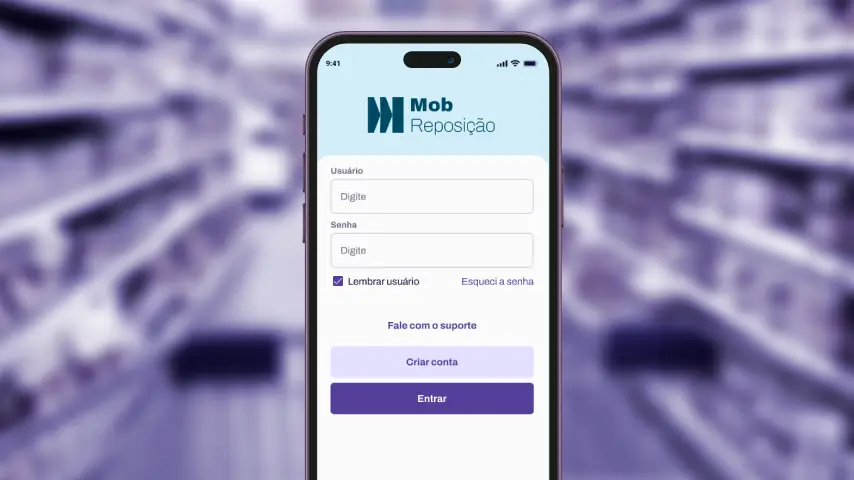 9:41
Mob
Reposição
Usuário
Digite
Senha
Digite
Lembrar usuário Esqueci a senha
Fale com o suporte
Criar conta
Entrar